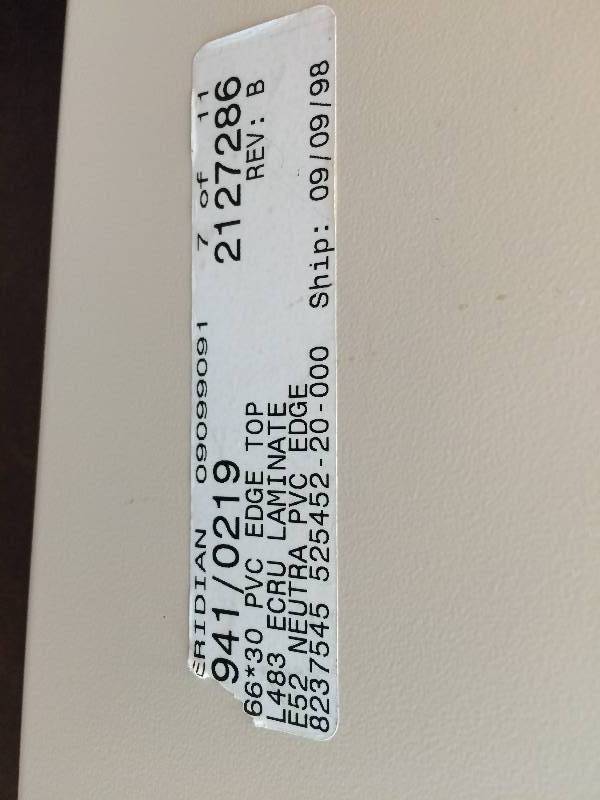 ERIDIAN 09099091 7 of 11
941/0219 2127286
66*30 PVC EDGE TOP REV: B
L483 ECRU LAMINATE
E52 NEUTRA PVC EDGE
8237545 525452-20-000 Ship: 09/09/98